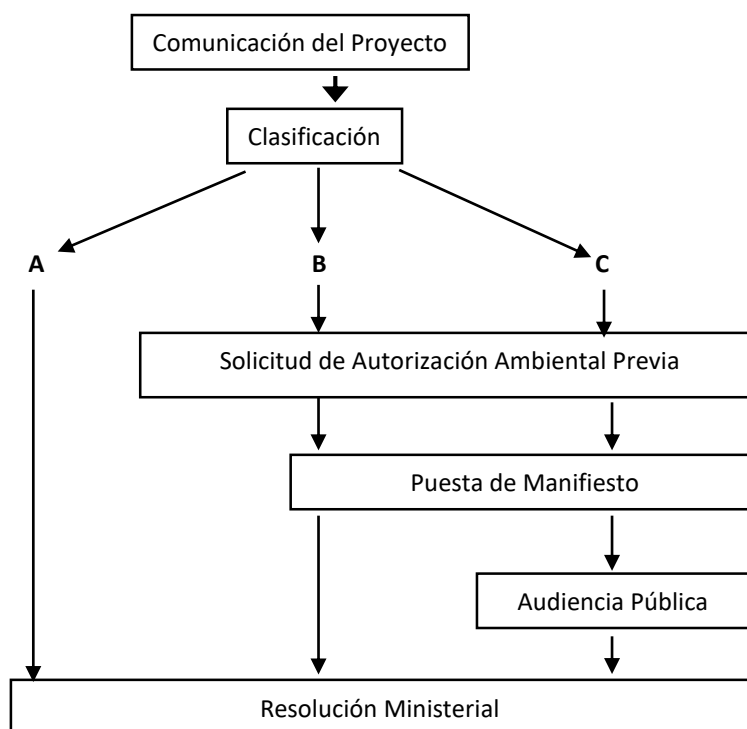 Comunicación del Proyecto
Clasificación
A
B
C
Solicitud de Autorización Ambiental Previa
Puesta de Manifiesto
Audiencia Pública
Resolución Ministerial